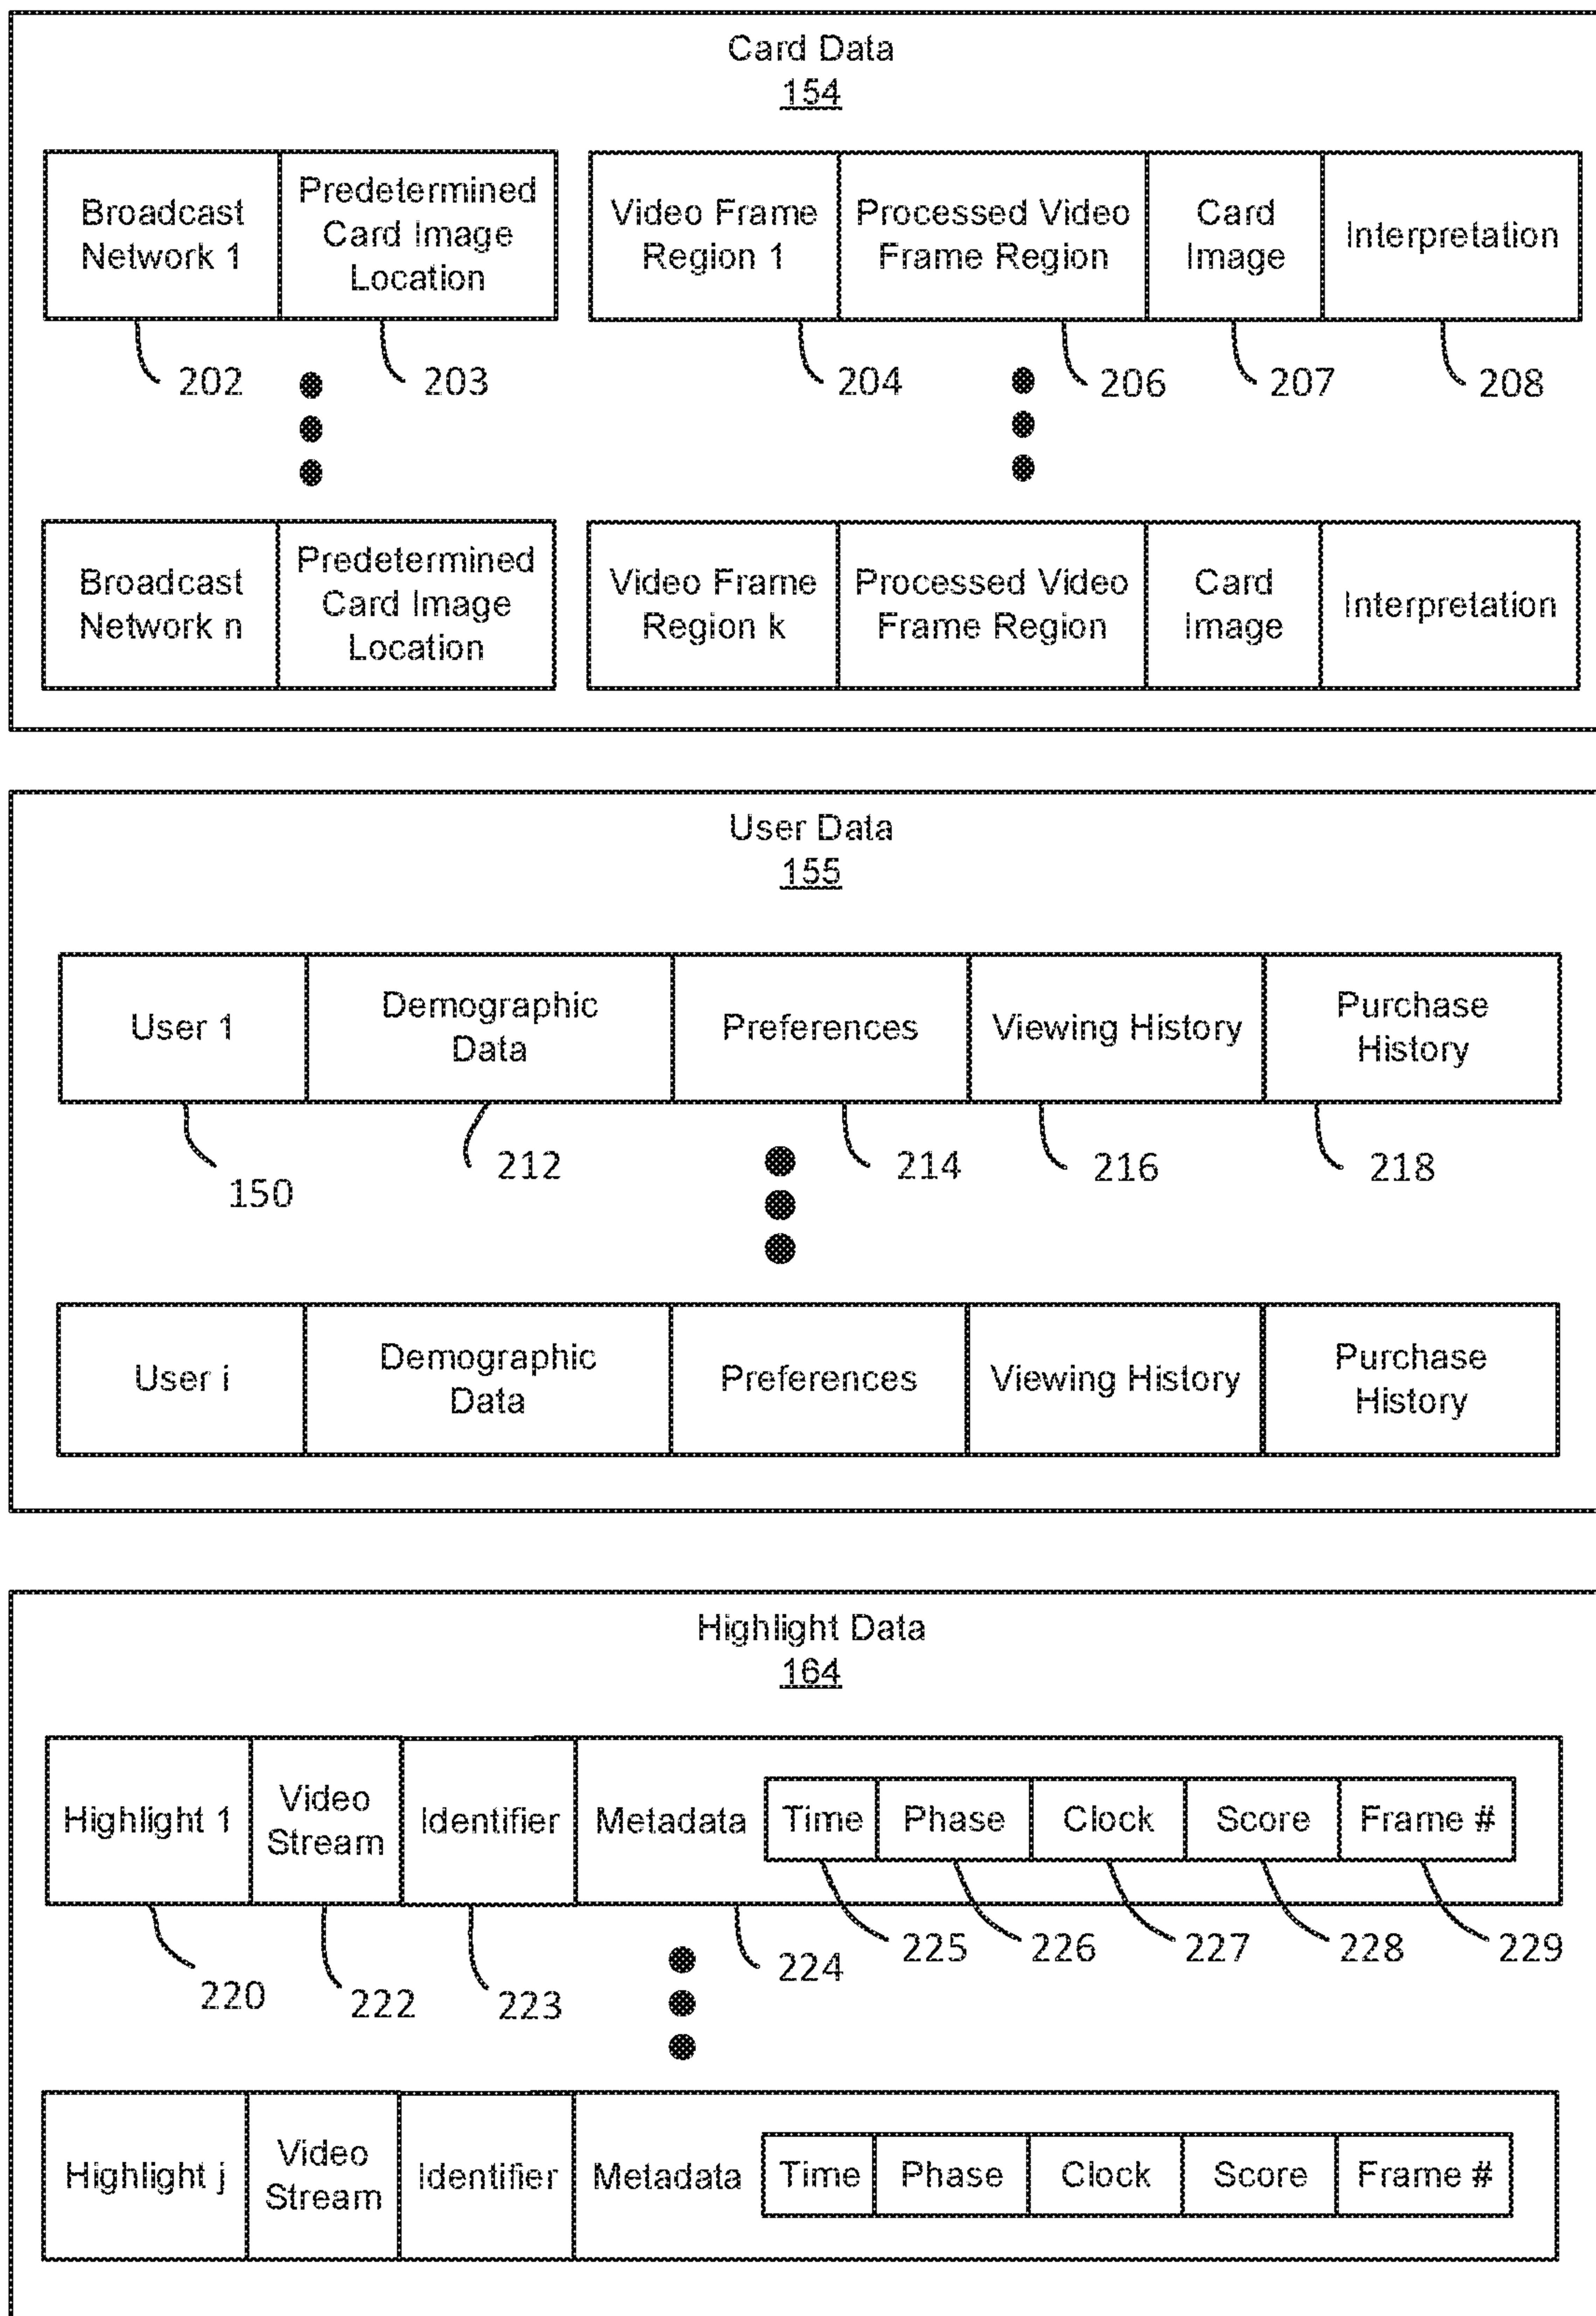 Card Data
154
Broadcast
Network 1
Predetermined
Card Image
Location
Video Frame
Region 1
Processed Video
Frame Region
Card
Image
Interpretation
202
203
204
206
207
208
Broadcast
Network n
Predetermined
Card Image
Location
Video Frame
Region k
Processed Video
Frame Region
Card
Image
Interpretation
User Data
155
User 1
Demographic
Data
Preferences
Viewing History
Purchase
History
150
212
214
216
218
User i
Demographic
Data
Preferences
Viewing History
Purchase
History
Highlight Data
164
Highlight 1
Video
Stream
Identifier
Metadata
Time
Phase
Clock
Score
Frame #
220
222
223
224
225
226
227
228
229
Highlight j
Video
Stream
Identifier
Metadata
Time
Phase
Clock
Score
Frame #